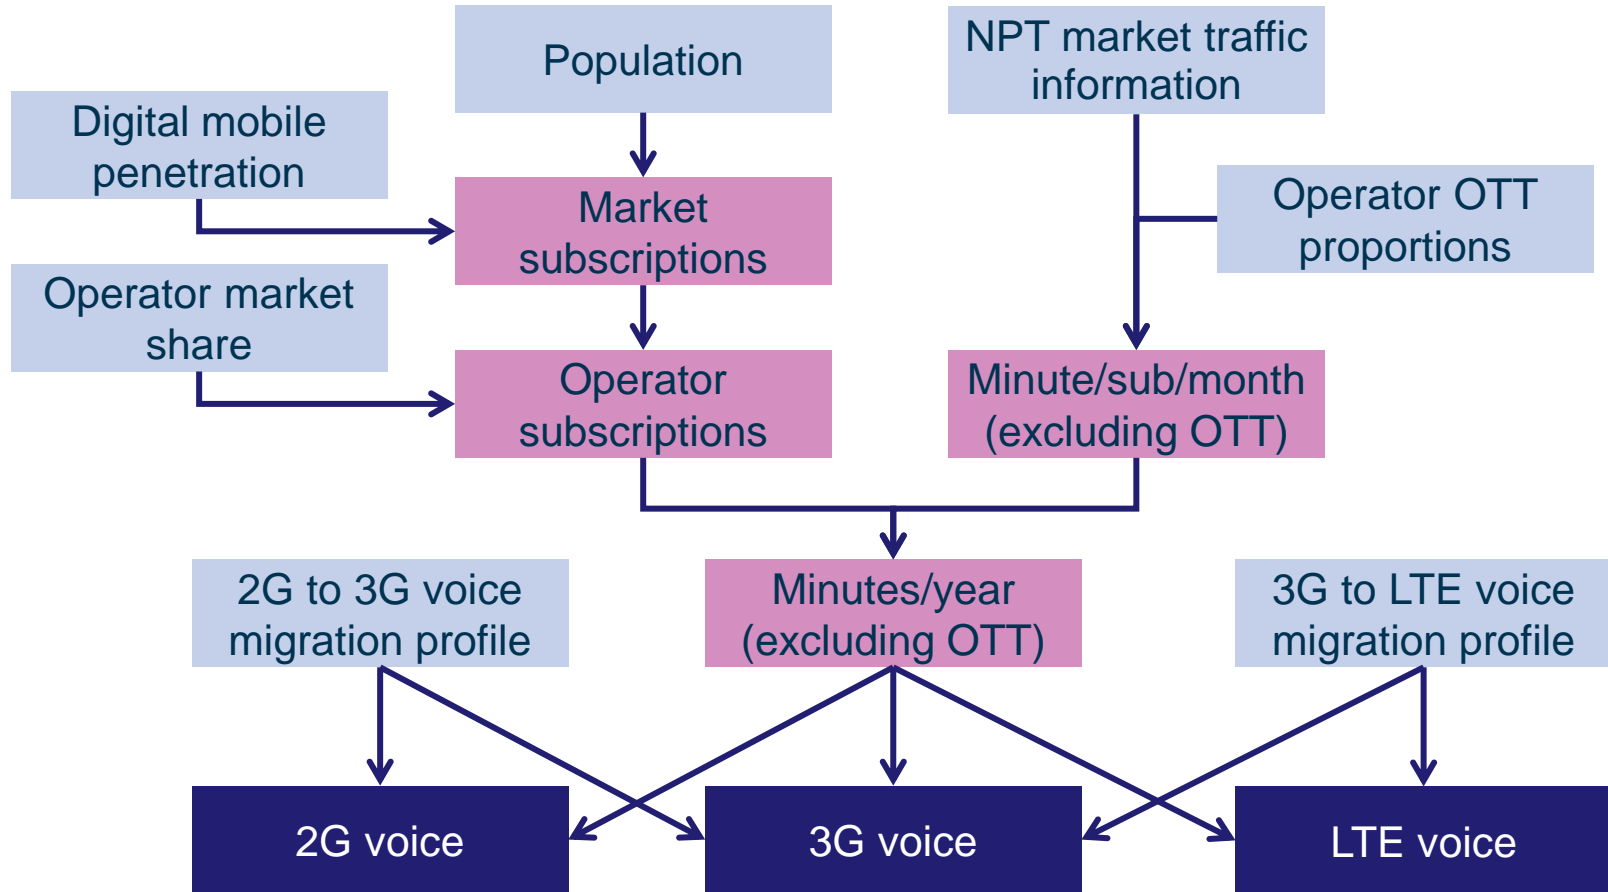 Population
NPT market traffic
information
Digital mobile
penetration
Market
subscriptions
Operator OTT
proportions
Operator market
share
Operator
subscriptions
Minute/sub/month
(excluding OTT)
2G to 3G voice
migration profile
Minutes/year
(excluding OTT)
3G to LTE voice
migration profile
2G voice
3G voice
LTE voice